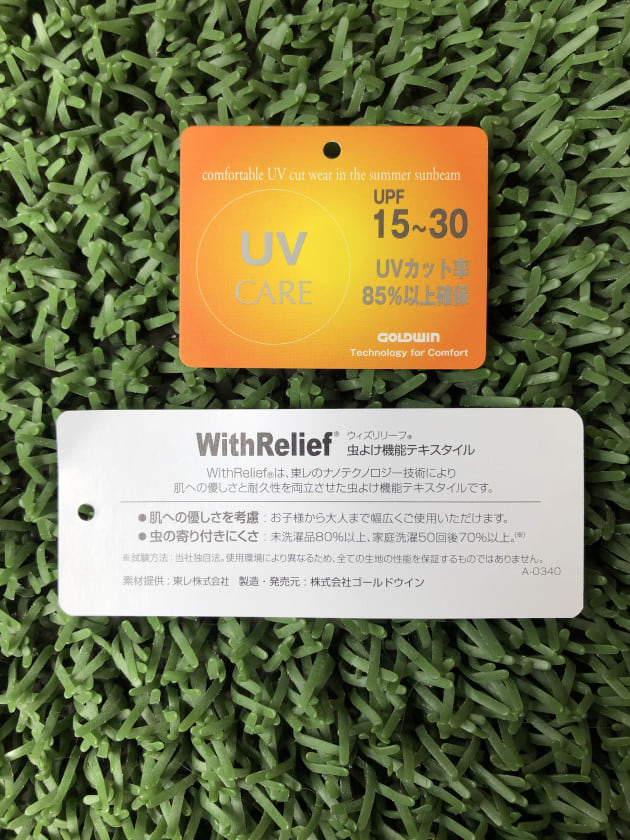 comfortable UV cut wear in the summer sunbeam
UPF
15~30
UV
CARE
UVカット率
85%以上確保
GOLDWIN
Technology for Comfort
WithRelief® ウィズリリーフ®
虫よけ機能テキスタイル
WithRelief®は、東レのナノテクノロジー技術により
肌への優しさと耐久性を両立させた虫よけ機能テキスタイルです。
●肌への優しさを考慮:お子様から大人まで幅広くご使用いただけます。
●虫の寄り付きにくさ:未洗濯品80%以上、家庭洗濯50回後70%以上。(※)
※試験方法:当社独自法。使用環境により異なるため、全ての生地の性能を保証するものではありません。
A-0340
素材提供:東レ株式会社 製造・発売元:株式会社ゴールドウイン